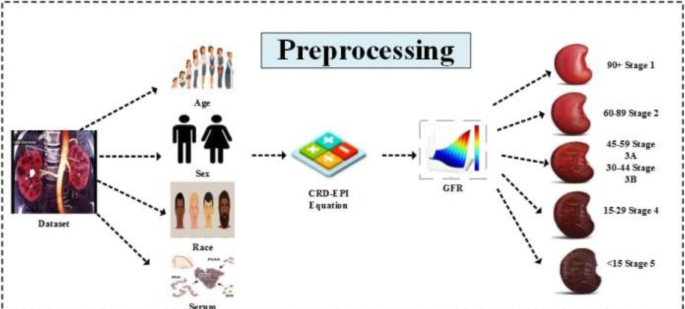 Preprocessing
Dataset
Age
Sex
Race
Serum
CRD-EPI
Equation
GFR
90+ Stage 1
60-89 Stage 2
45-59 Stage
3A
30-44 Stage
3B
15-29 Stage 4
<15 Stage 5